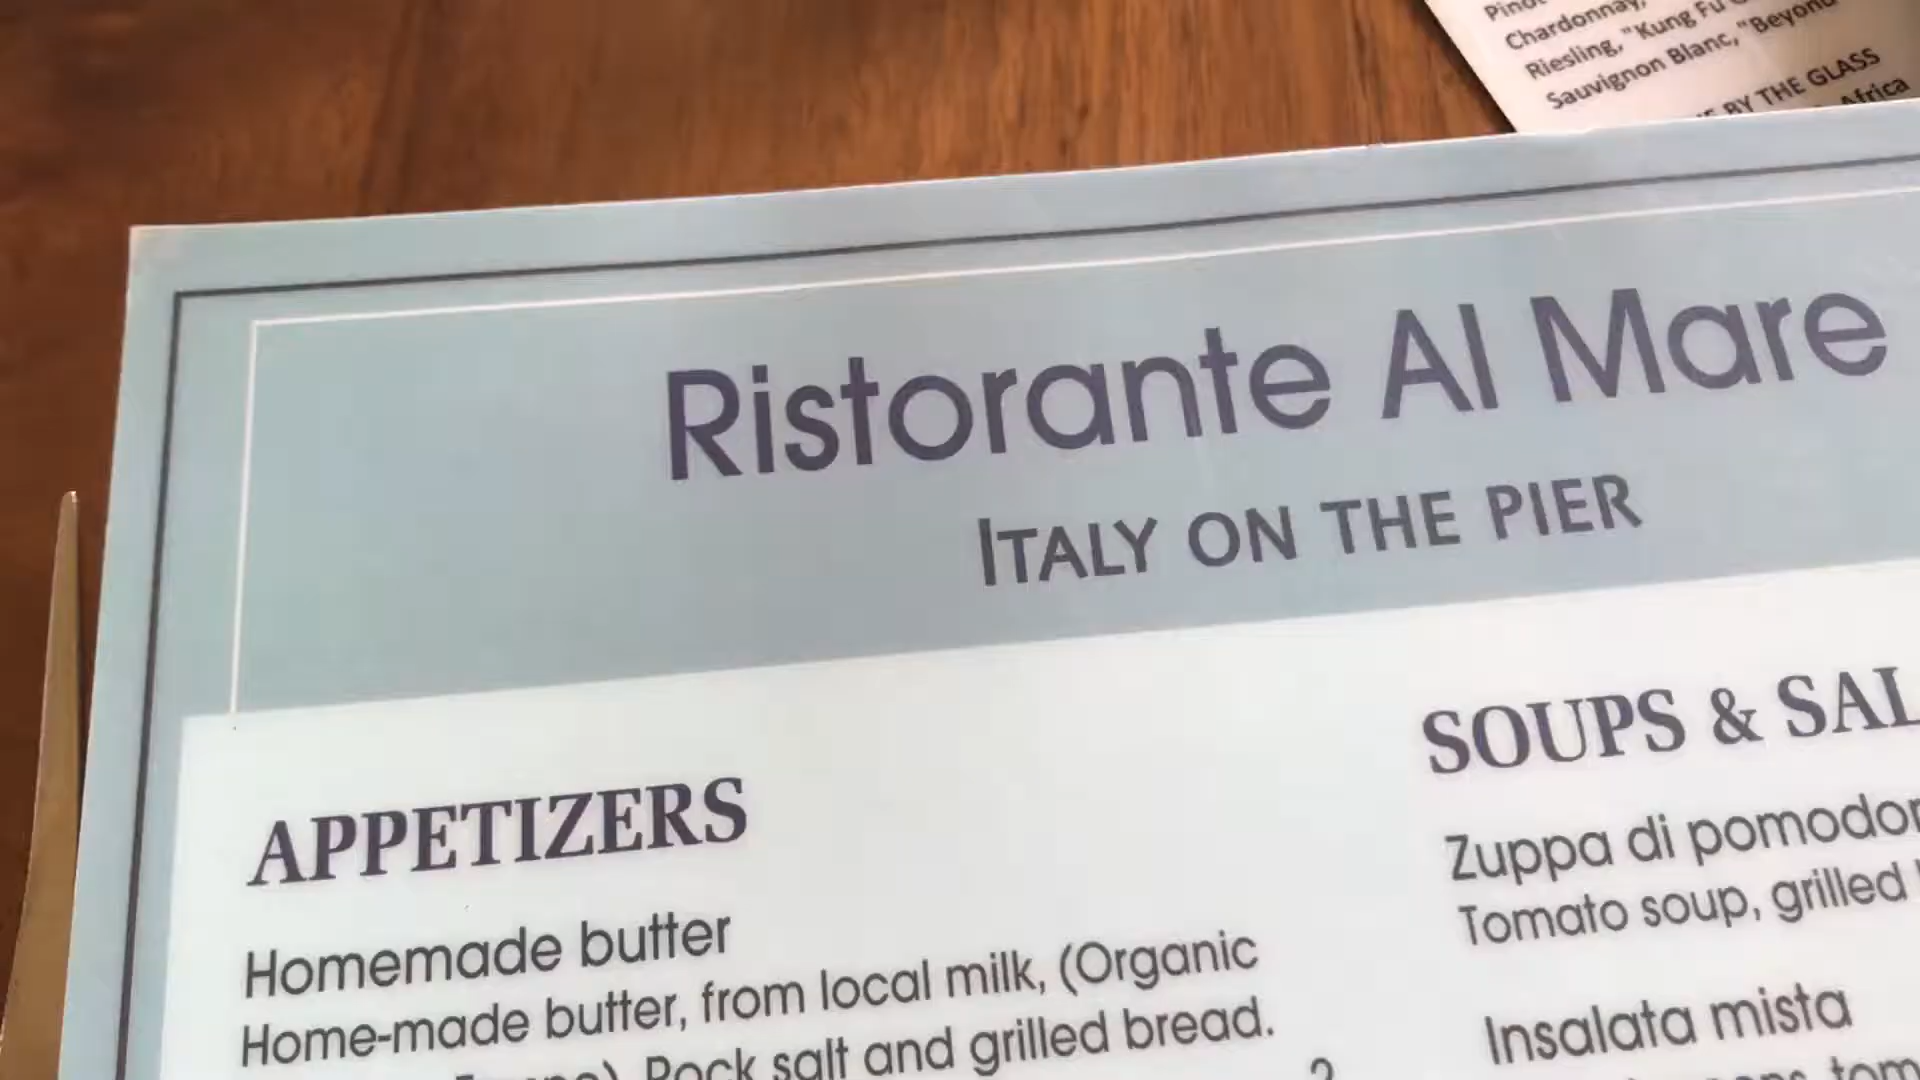 Chardonnay,
Riesling, "Kung Fu
Sauvignon Blanc, "Beyond
BY THE GLASS
Africa
Ristorante Al Mare
ITALY ON THE PIER
APPETIZERS
Homemade butter
Home-made butter, from local milk, (Organic
Rock salt and grilled bread.
SOUPS & SAL
Zuppa di pomodor
Tomato soup, grilled
Insalata mista